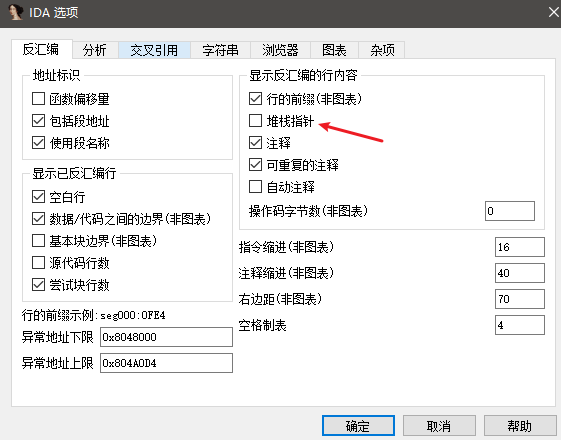 IDA 选项
反汇编 分析 交叉引用 字符串 浏览器 图表 杂项
地址标识
函数偏移量
包括段地址
使用段名称
显示已反汇编行
空白行
数据/代码之间的边界(非图表)
基本块边界(非图表)
源代码行数
尝试块行数
行的前缀示例:seg000:0FE4
异常地址下限 0x8048000
异常地址上限 0x804A0D4
显示反汇编的行内容
行的前缀(非图表)
堆栈指针
注释
可重复的注释
自动注释
操作码字节数(非图表) 0
指令缩进(非图表) 16
注释缩进(非图表) 40
右边距(非图表) 70
空格制表 4
确定 取消 帮助